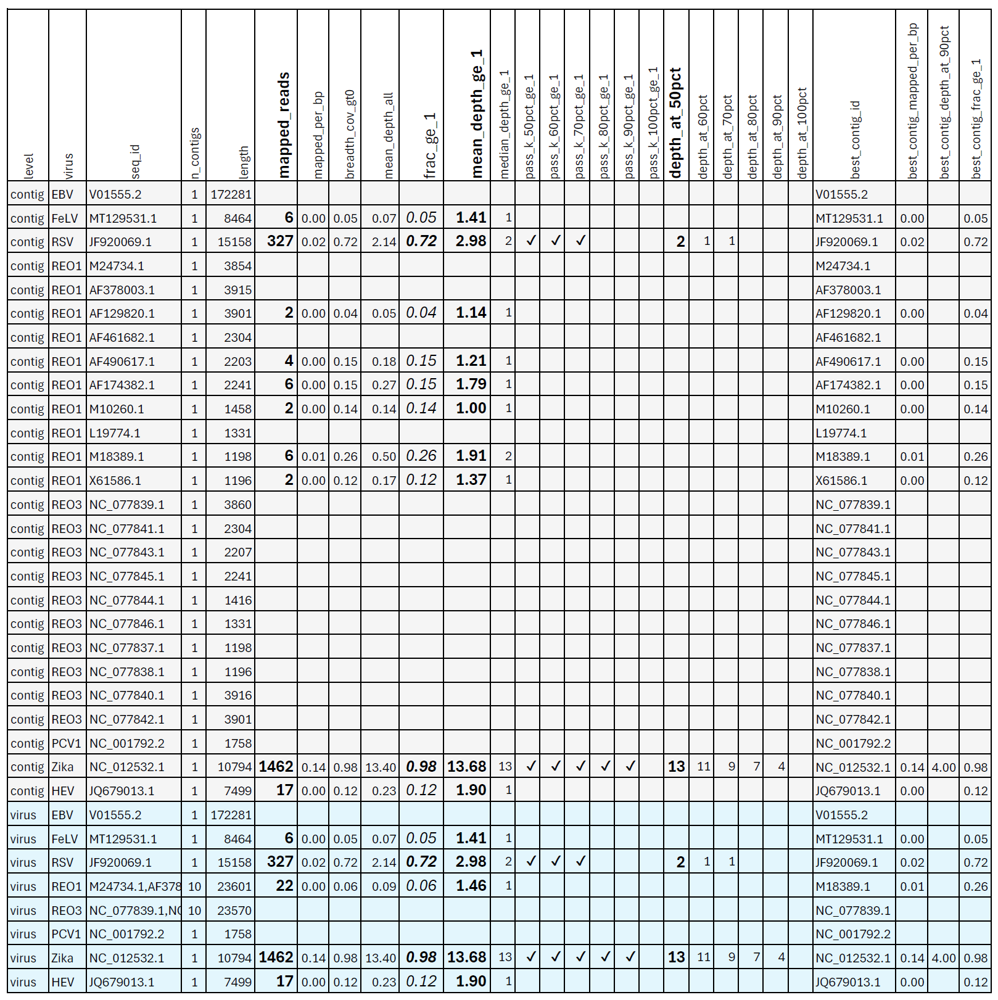 level virus seq_id n_contigs length mapped_reads mapped_per_bp breadth_cov_gt0 mean_depth_all frac_ge_1 mean_depth_ge_1 median_depth_ge_1 pass_k_50pct_ge_1 pass_k_60pct_ge_1 pass_k_70pct_ge_1 pass_k_80pct_ge_1 pass_k_90pct_ge_1 pass_k_100pct_ge_1 depth_at_50pct depth_at_60pct depth_at_70pct depth_at_80pct depth_at_90pct depth_at_100pct best_contig_id best_contig_mapped_per_bp best_contig_depth_at_90pct best_contig_frac_ge_1
contig EBV V01555.2 1 172281 V01555.2
contig FeLV MT129531.1 1 8464 6 0.00 0.05 0.07 0.05 1.41 1 MT129531.1 0.00 0.05
contig RSV JF920069.1 1 15158 327 0.02 0.72 2.14 0.72 2.98 2 ✓ ✓ ✓ 2 1 1 JF920069.1 0.02 0.72
contig REO1 M24734.1 1 3854 M24734.1
contig REO1 AF378003.1 1 3915 AF378003.1
contig REO1 AF129820.1 1 3901 2 0.00 0.04 0.05 0.04 1.14 1 AF129820.1 0.00 0.04
contig REO1 AF461682.1 1 2304 AF461682.1
contig REO1 AF490617.1 1 2203 4 0.00 0.15 0.18 0.15 1.21 1 AF490617.1 0.00 0.15
contig REO1 AF174382.1 1 2241 6 0.00 0.15 0.27 0.15 1.79 1 AF174382.1 0.00 0.15
contig REO1 M10260.1 1 1458 2 0.00 0.14 0.14 0.14 1.00 1 M10260.1 0.00 0.14
contig REO1 L19774.1 1 1331 L19774.1
contig REO1 M18389.1 1 1198 6 0.01 0.26 0.50 0.26 1.91 2 M18389.1 0.01 0.26
contig REO1 X61586.1 1 1196 2 0.00 0.12 0.17 0.12 1.37 1 X61586.1 0.00 0.12
contig REO3 NC_077839.1 1 3860 NC_077839.1
contig REO3 NC_077841.1 1 2304 NC_077841.1
contig REO3 NC_077843.1 1 2207 NC_077843.1
contig REO3 NC_077845.1 1 2241 NC_077845.1
contig REO3 NC_077844.1 1 1416 NC_077844.1
contig REO3 NC_077846.1 1 1331 NC_077846.1
contig REO3 NC_077837.1 1 1198 NC_077837.1
contig REO3 NC_077838.1 1 1196 NC_077838.1
contig REO3 NC_077840.1 1 3916 NC_077840.1
contig REO3 NC_077842.1 1 3901 NC_077842.1
contig PCV1 NC_001792.2 1 1758 NC_001792.2
contig Zika NC_012532.1 1 10794 1462 0.14 0.98 13.40 0.98 13.68 13 ✓ ✓ ✓ ✓ ✓ 13 11 9 7 4 NC_012532.1 0.14 4.00 0.98
contig HEV JQ679013.1 1 7499 17 0.00 0.12 0.23 0.12 1.90 1 JQ679013.1 0.00 0.12
virus EBV V01555.2 1 172281 V01555.2
virus FeLV MT129531.1 1 8464 6 0.00 0.05 0.07 0.05 1.41 1 MT129531.1 0.00 0.05
virus RSV JF920069.1 1 15158 327 0.02 0.72 2.14 0.72 2.98 2 ✓ ✓ ✓ 2 1 1 JF920069.1 0.02 0.72
virus REO1 M24734.1,AF378 10 23601 22 0.00 0.06 0.09 0.06 1.46 1 M18389.1 0.01 0.26
virus REO3 NC_077839.1,NC 10 23570 NC_077839.1
virus PCV1 NC_001792.2 1 1758 NC_001792.2
virus Zika NC_012532.1 1 10794 1462 0.14 0.98 13.40 0.98 13.68 13 ✓ ✓ ✓ ✓ ✓ 13 11 9 7 4 NC_012532.1 0.14 4.00 0.98
virus HEV JQ679013.1 1 7499 17 0.00 0.12 0.23 0.12 1.90 1 JQ679013.1 0.00 0.12